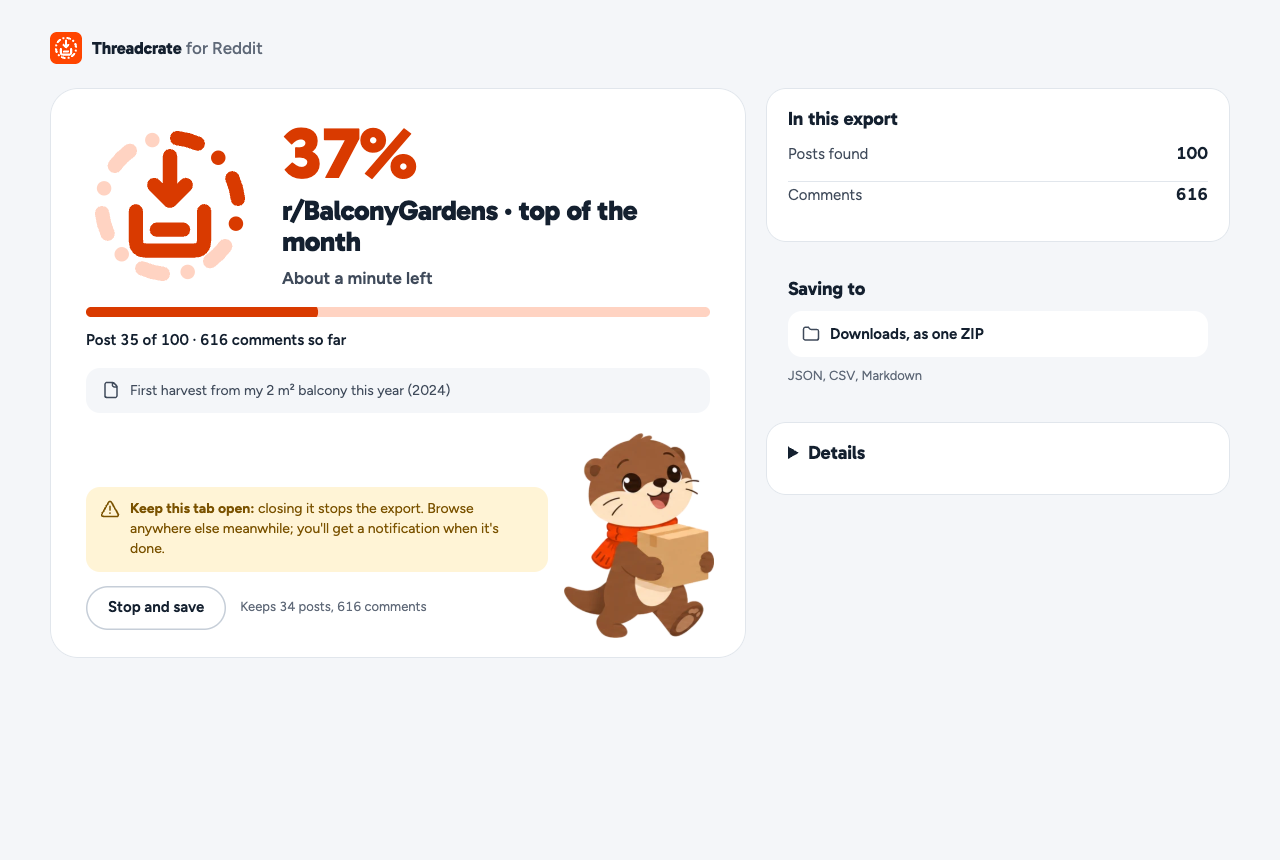 Threadcrate for Reddit
37%
r/BalconyGardens · top of the
month
About a minute left
Post 35 of 100 · 616 comments so far
First harvest from my 2 m² balcony this year (2024)
Keep this tab open: closing it stops the export. Browse
anywhere else meanwhile; you'll get a notification when it's
done.
Stop and save
Keeps 34 posts, 616 comments
In this export
Posts found 100
Comments 616
Saving to
Downloads, as one ZIP
JSON, CSV, Markdown
Details